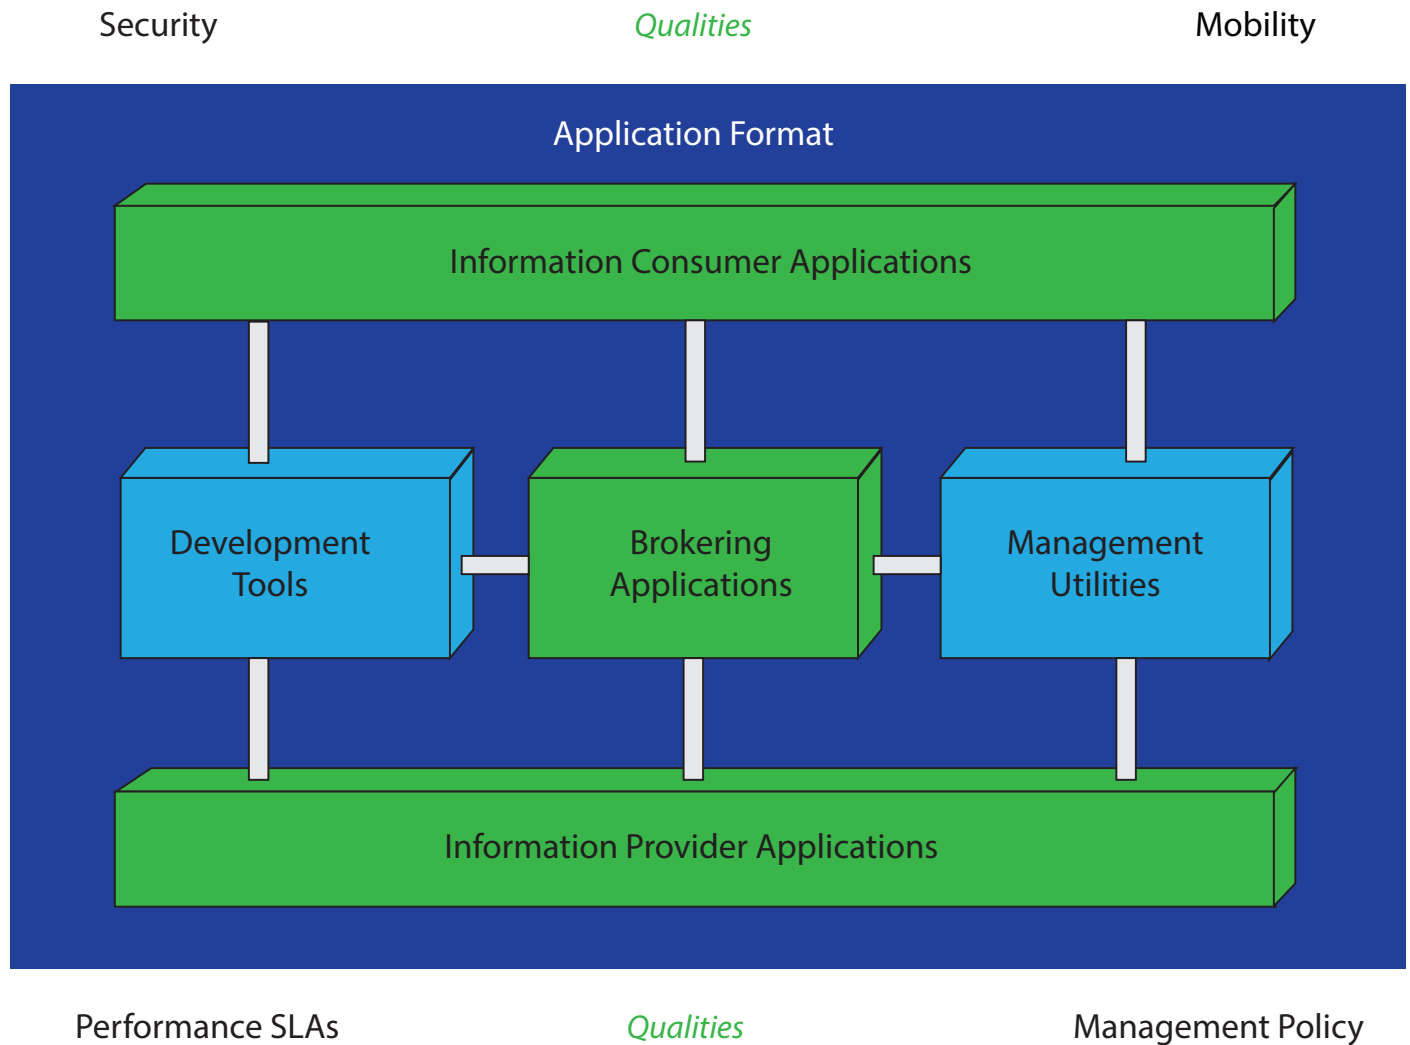 Security
Qualities
Mobility
Application Format
Information Consumer Applications
Development
Tools
Brokering
Applications
Management
Utilities
Information Provider Applications
Performance SLAs
Qualities
Management Policy